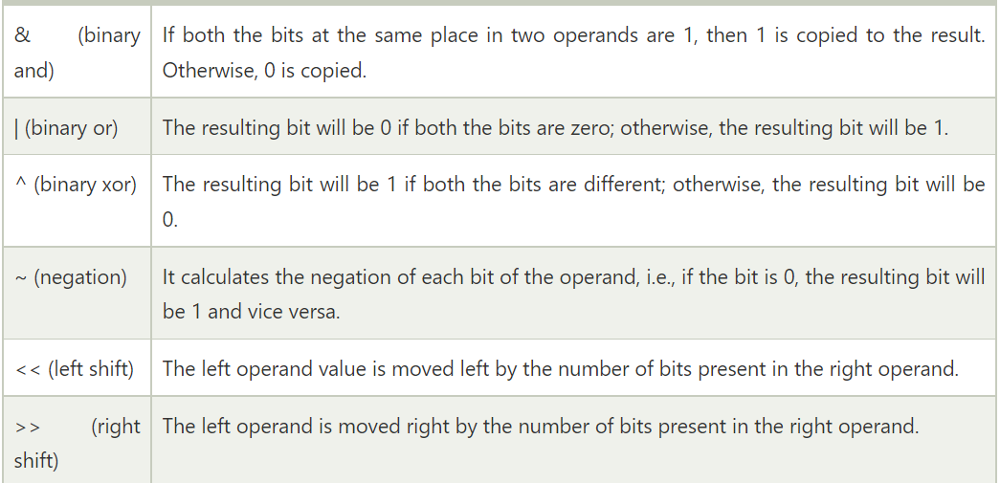 & (binary and)
If both the bits at the same place in two operands are 1, then 1 is copied to the result.
Otherwise, 0 is copied.
| (binary or)
The resulting bit will be 0 if both the bits are zero; otherwise, the resulting bit will be 1.
^ (binary xor)
The resulting bit will be 1 if both the bits are different; otherwise, the resulting bit will be
0.
~ (negation)
It calculates the negation of each bit of the operand, i.e., if the bit is 0, the resulting bit will
be 1 and vice versa.
<< (left shift)
The left operand value is moved left by the number of bits present in the right operand.
>> (right
shift)
The left operand is moved right by the number of bits present in the right operand.